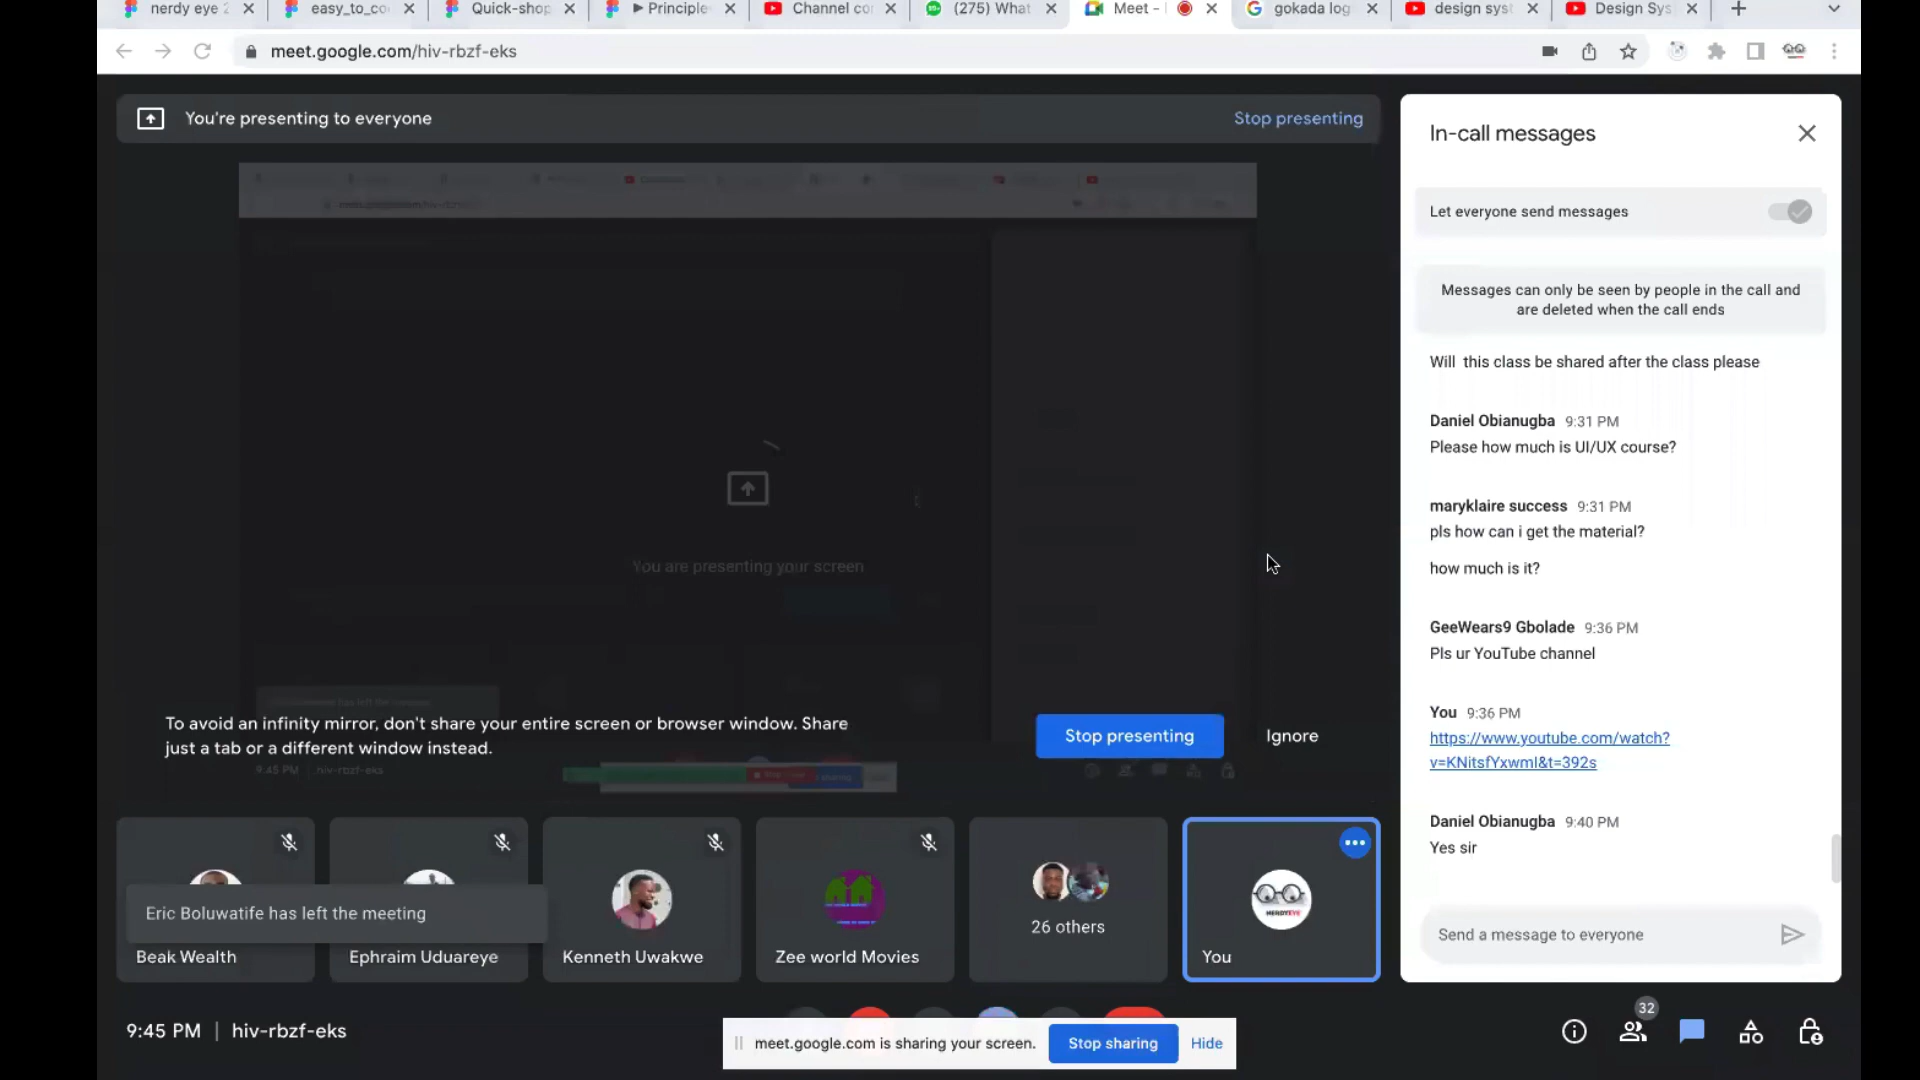 nerdy eye 2
easy_to_co
Quick-shop
Principle
Channel co
(275) What
Meet -
gokada log
design syst
Design Sys
meet.google.com/hiv-rbzf-eks
You're presenting to everyone
Stop presenting
You are presenting your screen
To avoid an infinity mirror, don't share your entire screen or browser window. Share
just a tab or a different window instead.
Stop presenting
Ignore
9:45 PM hiv-rbzf-eks
Eric Boluwatife has left the meeting
Beak Wealth
Ephraim Uduareye
Kenneth Uwakwe
Zee world Movies
26 others
NERDYEYE
You
9:45 PM | hiv-rbzf-eks
meet.google.com is sharing your screen.
Stop sharing
Hide
32
In-call messages
Let everyone send messages
Messages can only be seen by people in the call and
are deleted when the call ends
Will this class be shared after the class please
Daniel Obianugba 9:31 PM
Please how much is UI/UX course?
maryklaire success 9:31 PM
pls how can i get the material?
how much is it?
GeeWears9 Gbolade 9:36 PM
Pls ur YouTube channel
You 9:36 PM
https://www.youtube.com/watch?
v=KNitsfYxwmI&t=392s
Daniel Obianugba 9:40 PM
Yes sir
Send a message to everyone